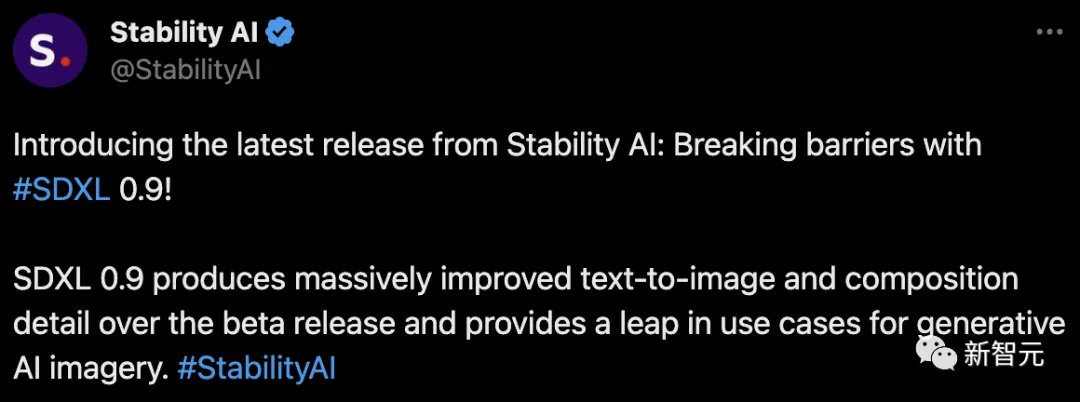 S.
Stability AI
@StabilityAI
Introducing the latest release from Stability AI: Breaking barriers with
#SDXL 0.9!
SDXL 0.9 produces massively improved text-to-image and composition
detail over the beta release and provides a leap in use cases for generative
AI imagery. #StabilityAI
新智元